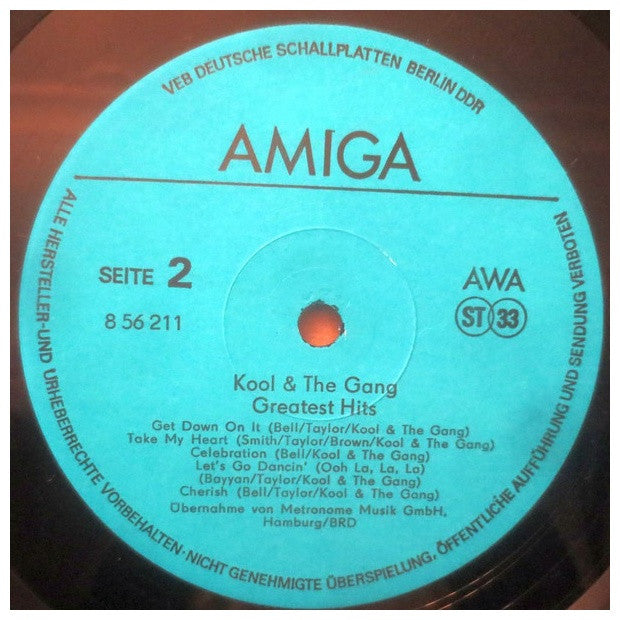 VEB DEUTSCHE SCHALLPLATTEN BERLIN DDR
AMIGA
SEITE 2
8 56 211
AWA
ST 33
Kool & The Gang
Greatest Hits
Get Down On It (Bell/Taylor/Kool & The Gang)
Take My Heart (Smith/Taylor/Brown/Kool & The Gang)
Celebration (Bell/Kool & The Gang)
Let's Go Dancin' (Ooh La, La, La)
(Bayyan/Taylor/Kool & The Gang)
Cherish (Bell/Taylor/Kool & The Gang)
Übernahme von Metronome Musik GmbH,
Hamburg/BRD
ALLE HERSTELLER-UND URHEBERRECHTE VORBEHALTEN·NICHT GENEHMIGTE ÜBERSPIELUNG, ÖFFENTLICHE AUFFÜHRUNG UND SENDUNG VERBOTEN